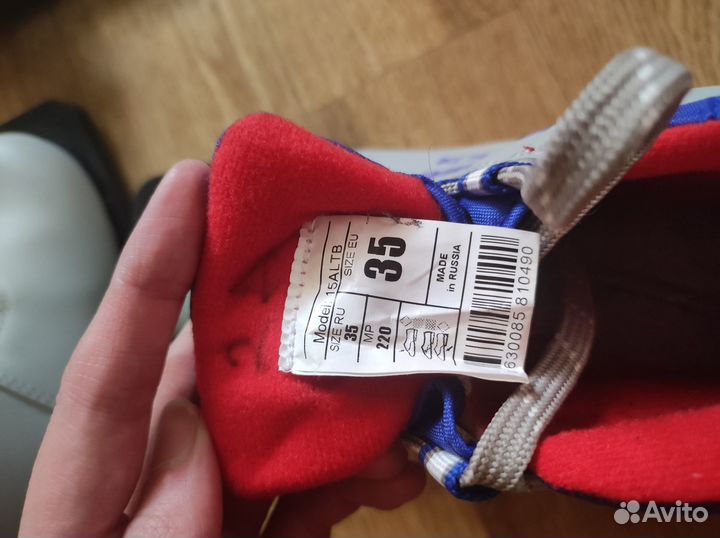 Model: 15ALTB
SIZE RU
SIZE EU
35
35
MP
220
MADE
in RUSSIA
630085 810490
Avito